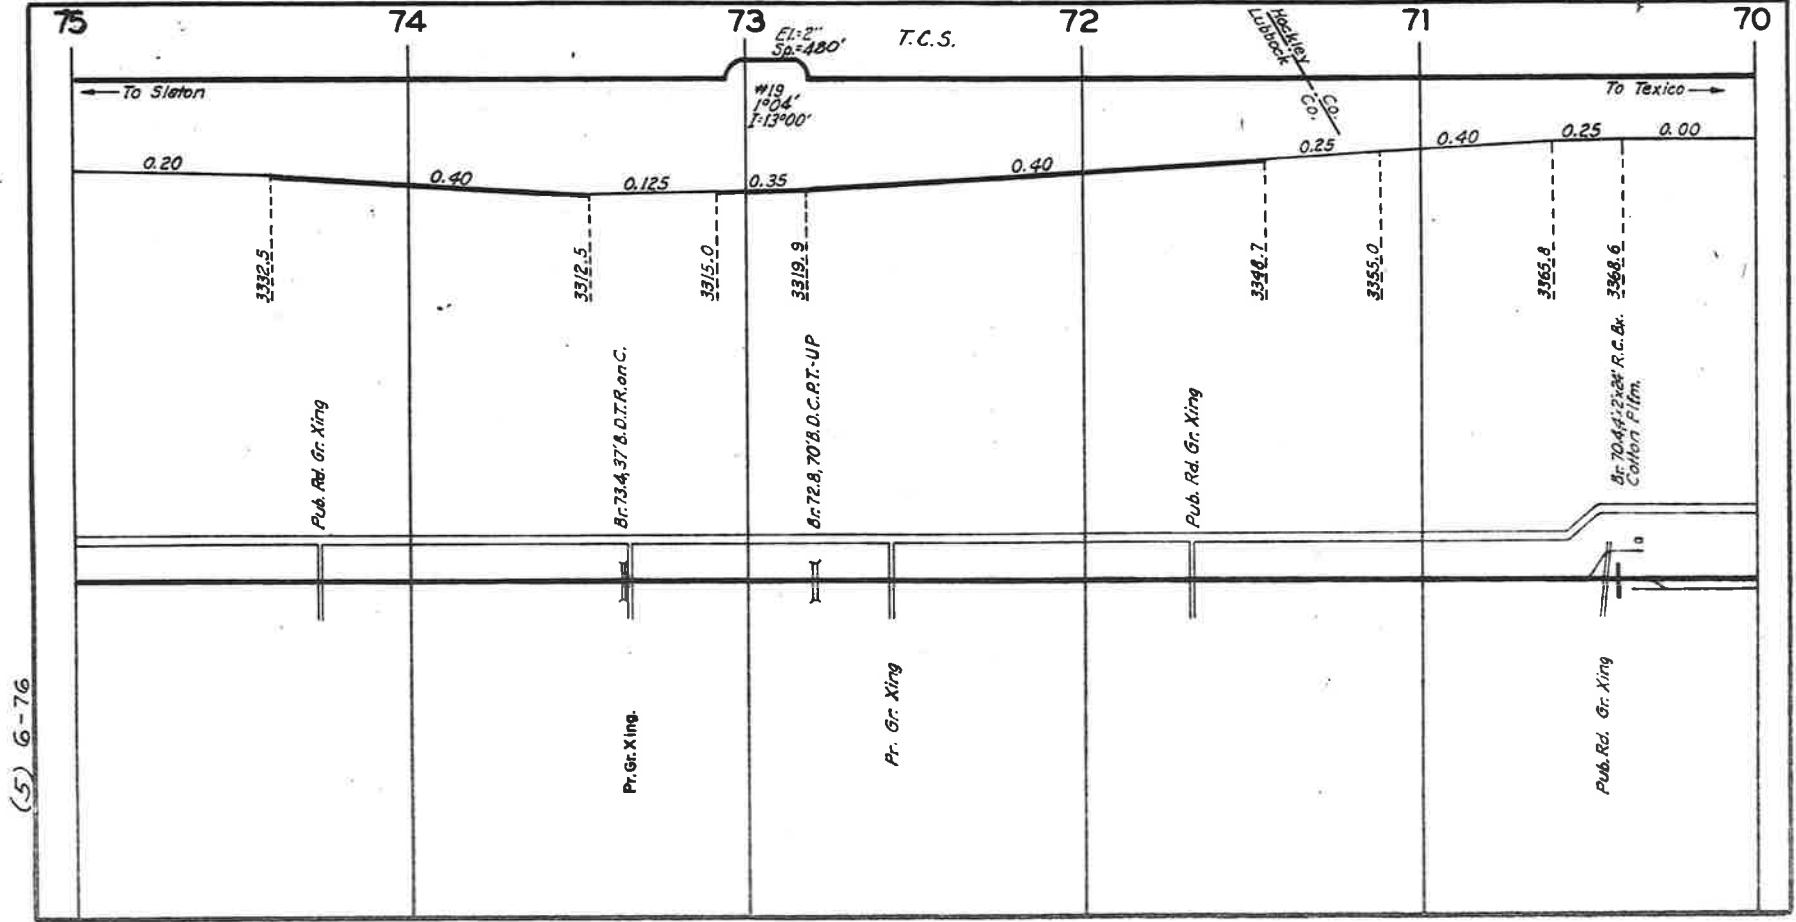 75 74 73 72 71 70
El.=2"
Sp.=480'
T.C.S.
Hockley Co.
Lubbock Co.
← To Slaton
To Texico →
#19
1°04'
I=13°00'
0.20 0.40 0.125 0.35 0.40 0.25 0.40 0.25 0.00
3332.5
3312.5
3315.0
3319.9
3348.7
3355.0
3365.8
3368.6
Pub. Rd. Gr. Xing
Br. 73.4, 37' B.D.T.R. on C.
Br. 72.8, 70' B.D.C.P.T.-UP
Pub. Rd. Gr. Xing
Br. 70.4, 4'x2'x24' R.C.Bx.
Cotton Pltm.
Pr. Gr. Xing.
Pr. Gr. Xing
Pub. Rd. Gr. Xing
(5) 6-76